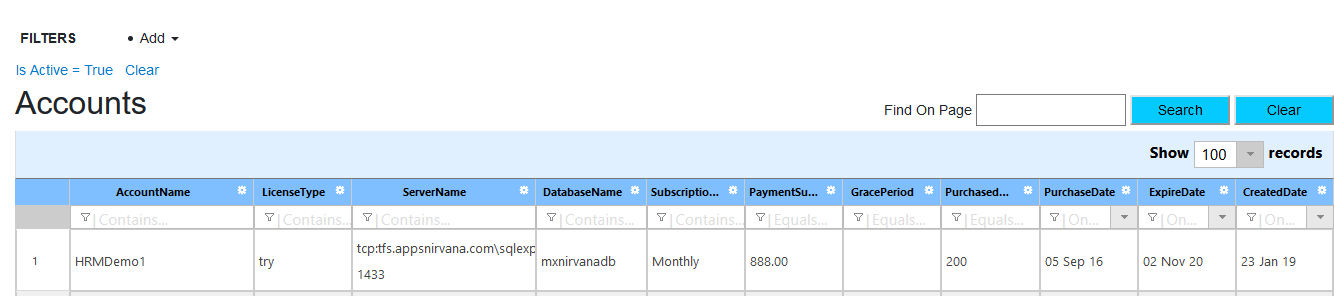 FILTERS • Add
Is Active = True Clear
Accounts
Find On Page Search Clear
Show 100 records
AccountName LicenseType ServerName DatabaseName Subscriptio... PaymentSu... GracePeriod Purchased... PurchaseDate ExpireDate CreatedDate
Contains... Contains... Contains... Contains... Contains... Equals... Equals... Equals... On... On... On...
tcp:tfs.appsnirvana.com\sqlexp
1 HRMDemo1 try mxnirvanadb Monthly 888.00 200 05 Sep 16 02 Nov 20 23 Jan 19
1433